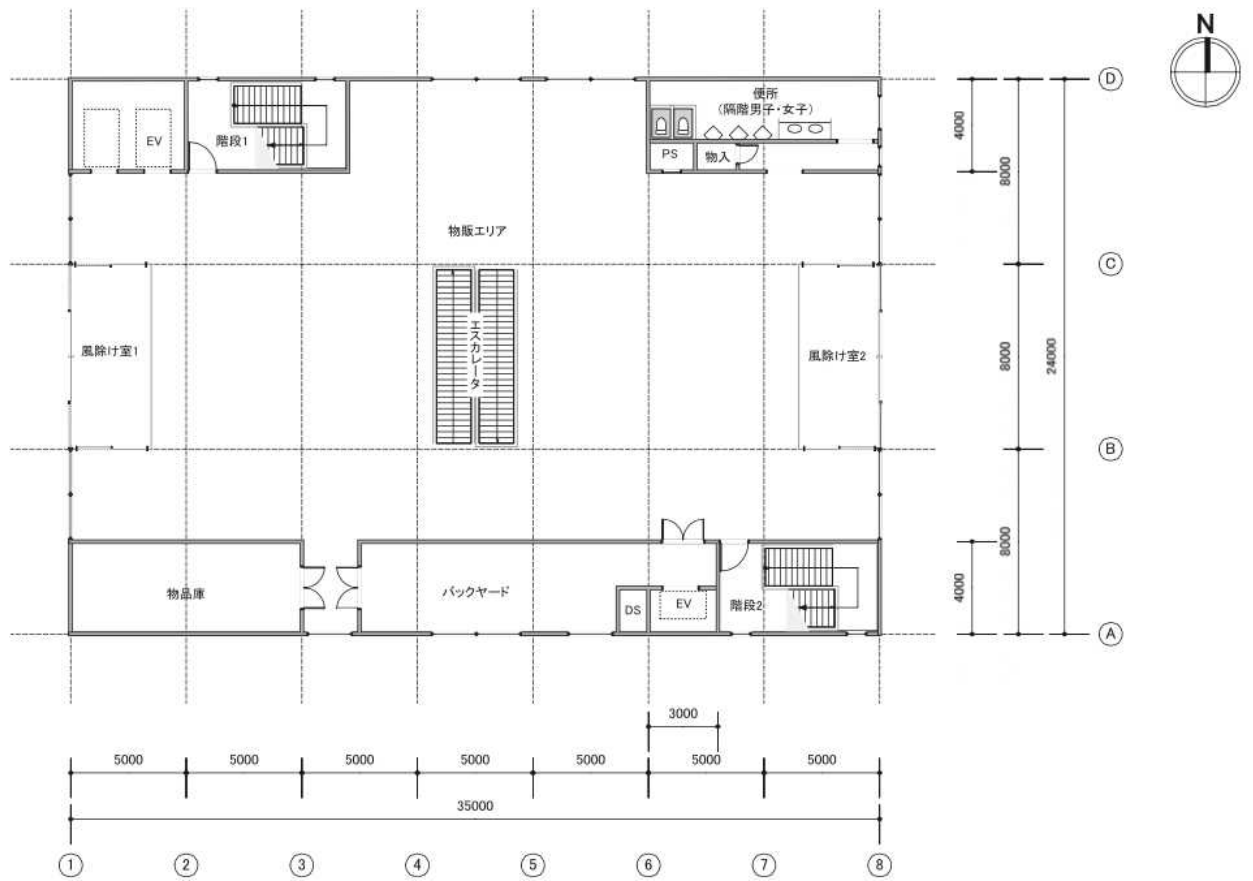 N
D
便所
(隔階男子・女子)
EV
階段1
PS
物入
4000
8000
物販エリア
C
エスカレータ
風除け室1
風除け室2
8000
24000
B
物品庫
バックヤード
DS
EV
階段2
4000
8000
A
3000
5000
5000
5000
5000
5000
5000
5000
35000
1
2
3
4
5
6
7
8